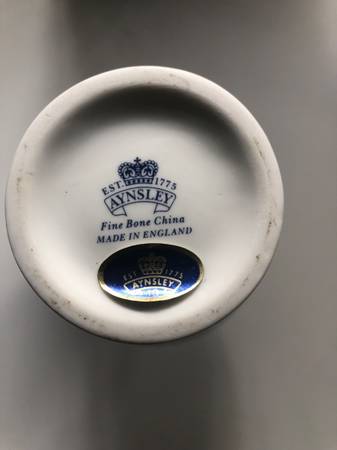 EST. 1775
AYNSLEY
Fine Bone China
MADE IN ENGLAND
EST 1775
AYNSLEY